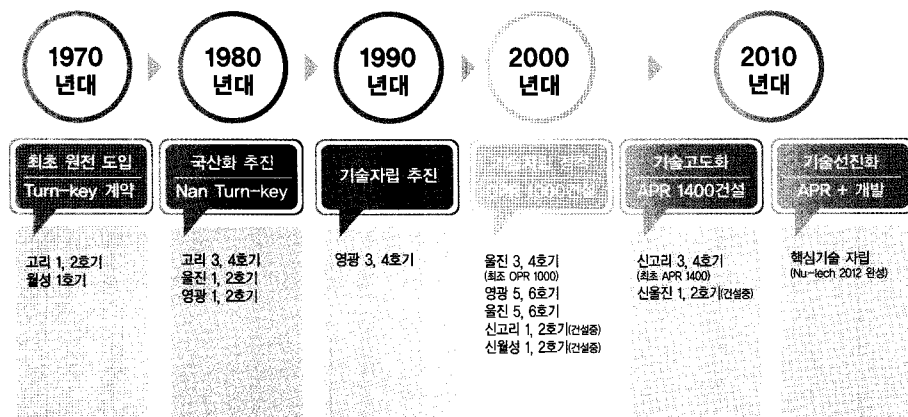 1970
년대
1980
년대
1990
년대
2000
년대
2010
년대
최초 원전 도입
Turn-key 계약
국산화 추진
Nan Turn-key
기술자립 추진
기술고도화
APR 1400건설
기술선진화
APR + 개발
고리 1, 2호기
월성 1호기
고리 3, 4호기
울진 1, 2호기
영광 1, 2호기
영광 3, 4호기
울진 3, 4호기
(최초 OPR 1000)
영광 5, 6호기
울진 5, 6호기
신고리 1, 2호기(건설중)
신월성 1, 2호기(건설중)
신고리 3, 4호기
(최초 APR 1400)
신울진 1, 2호기(건설중)
핵심기술 자립
(Nu-tech 2012 완성)